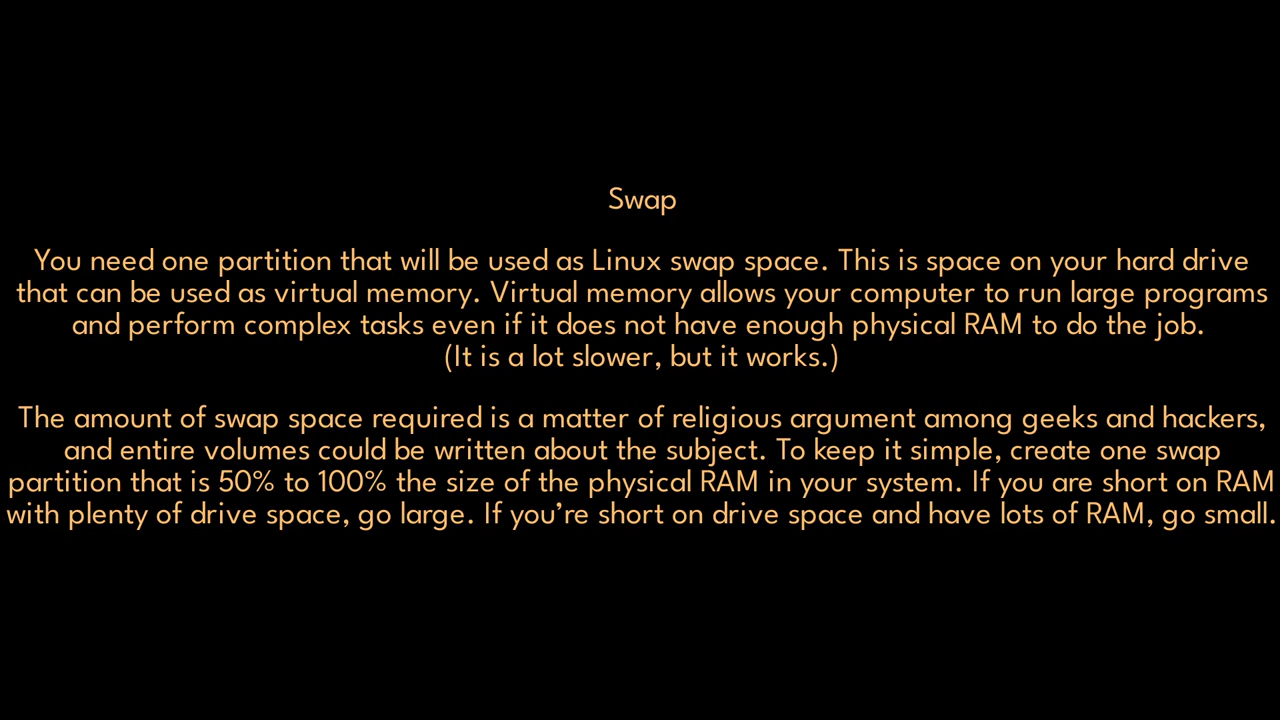 Swap
You need one partition that will be used as Linux swap space. This is space on your hard drive
that can be used as virtual memory. Virtual memory allows your computer to run large programs
and perform complex tasks even if it does not have enough physical RAM to do the job.
(It is a lot slower, but it works.)
The amount of swap space required is a matter of religious argument among geeks and hackers,
and entire volumes could be written about the subject. To keep it simple, create one swap
partition that is 50% to 100% the size of the physical RAM in your system. If you are short on RAM
with plenty of drive space, go large. If you’re short on drive space and have lots of RAM, go small.